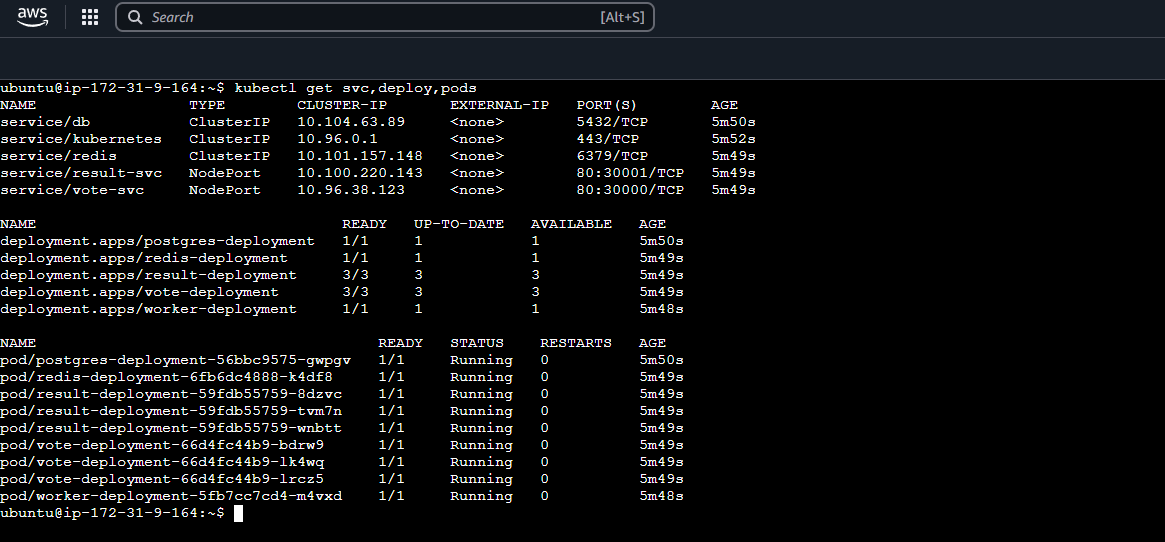 aws
Search [Alt+S]
ubuntu@ip-172-31-9-164:~$ kubectl get svc,deploy,pods
NAME TYPE CLUSTER-IP EXTERNAL-IP PORT(S) AGE
service/db ClusterIP 10.104.63.89 <none> 5432/TCP 5m50s
service/kubernetes ClusterIP 10.96.0.1 <none> 443/TCP 5m52s
service/redis ClusterIP 10.101.157.148 <none> 6379/TCP 5m49s
service/result-svc NodePort 10.100.220.143 <none> 80:30001/TCP 5m49s
service/vote-svc NodePort 10.96.38.123 <none> 80:30000/TCP 5m49s
NAME READY UP-TO-DATE AVAILABLE AGE
deployment.apps/postgres-deployment 1/1 1 1 5m50s
deployment.apps/redis-deployment 1/1 1 1 5m49s
deployment.apps/result-deployment 3/3 3 3 5m49s
deployment.apps/vote-deployment 3/3 3 3 5m49s
deployment.apps/worker-deployment 1/1 1 1 5m48s
NAME READY STATUS RESTARTS AGE
pod/postgres-deployment-56bbc9575-gwpgv 1/1 Running 0 5m50s
pod/redis-deployment-6fb6dc4888-k4df8 1/1 Running 0 5m49s
pod/result-deployment-59fdb55759-8dzvc 1/1 Running 0 5m49s
pod/result-deployment-59fdb55759-tvm7n 1/1 Running 0 5m49s
pod/result-deployment-59fdb55759-wnbtt 1/1 Running 0 5m49s
pod/vote-deployment-66d4fc44b9-bdrw9 1/1 Running 0 5m49s
pod/vote-deployment-66d4fc44b9-lk4wq 1/1 Running 0 5m49s
pod/vote-deployment-66d4fc44b9-lrcz5 1/1 Running 0 5m49s
pod/worker-deployment-5fb7cc7cd4-m4vxd 1/1 Running 0 5m48s
ubuntu@ip-172-31-9-164:~$